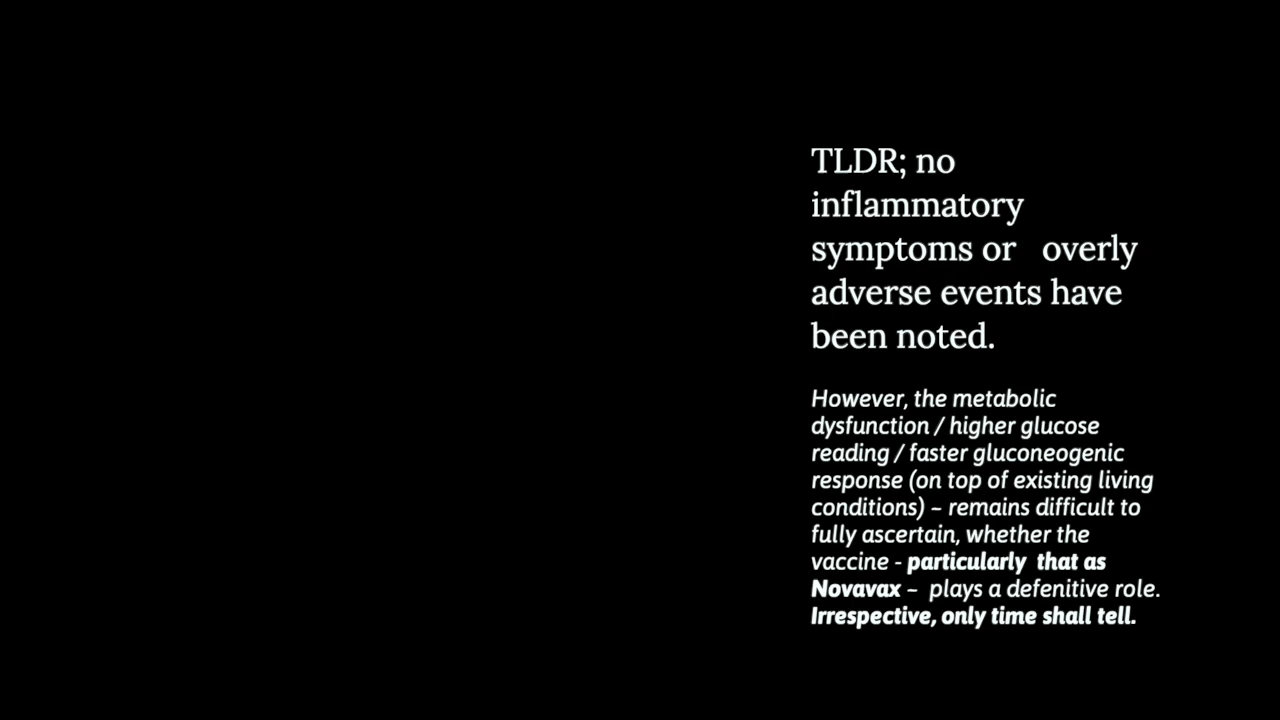 TLDR; no
inflammatory
symptoms or   overly
adverse events have
been noted.
However, the metabolic
dysfunction / higher glucose
reading / faster gluconeogenic
response (on top of existing living
conditions) – remains difficult to
fully ascertain, whether the
vaccine - particularly  that as
Novavax –  plays a defenitive role.
Irrespective, only time shall tell.